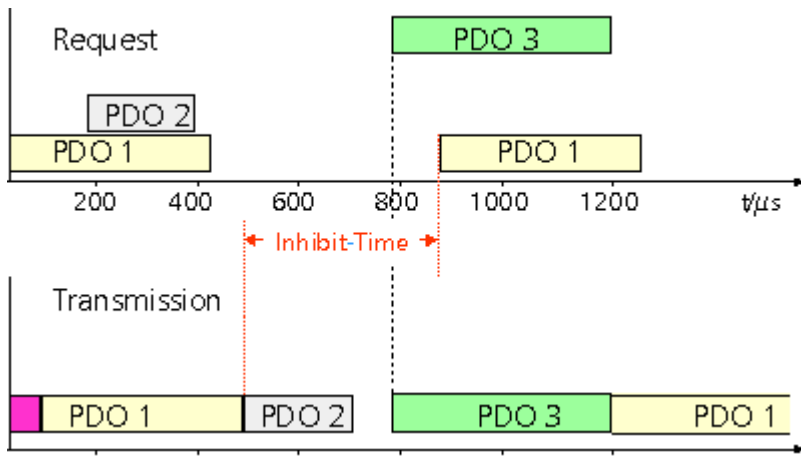 Request
PDO 3
PDO 2
PDO 1
PDO 1
200 400 600 800 1000 1200 t/µs
Inhibit-Time
Transmission
PDO 1
PDO 2
PDO 3
PDO 1